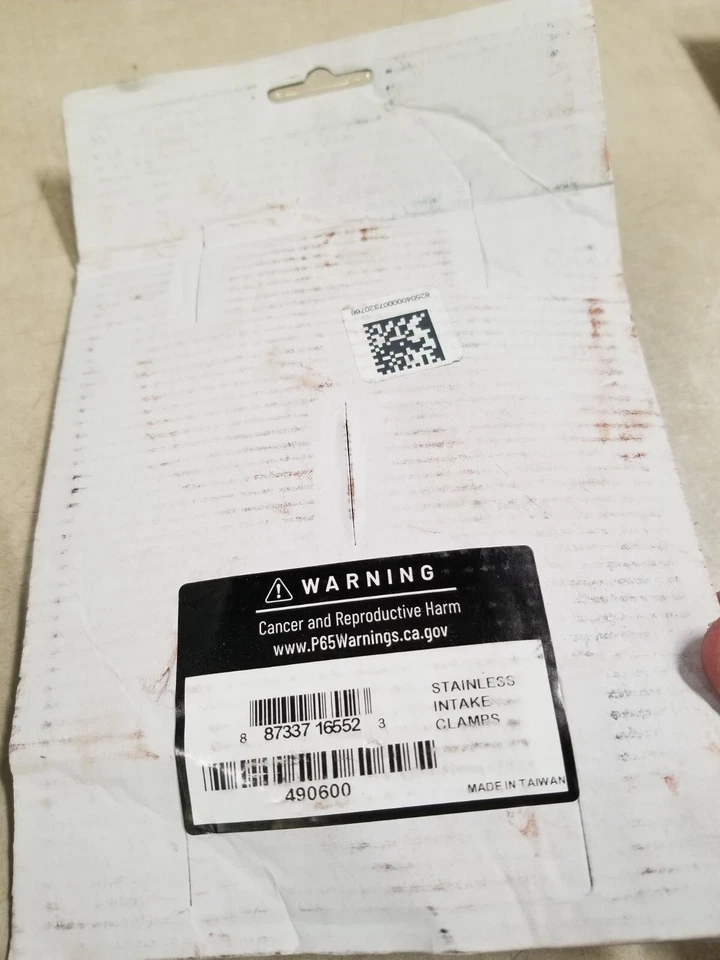 82504000007320766
WARNING
Cancer and Reproductive Harm
www.P65Warnings.ca.gov
STAINLESS
INTAKE
CLAMPS
8 87337 16552 3
490600
MADE IN TAIWAN